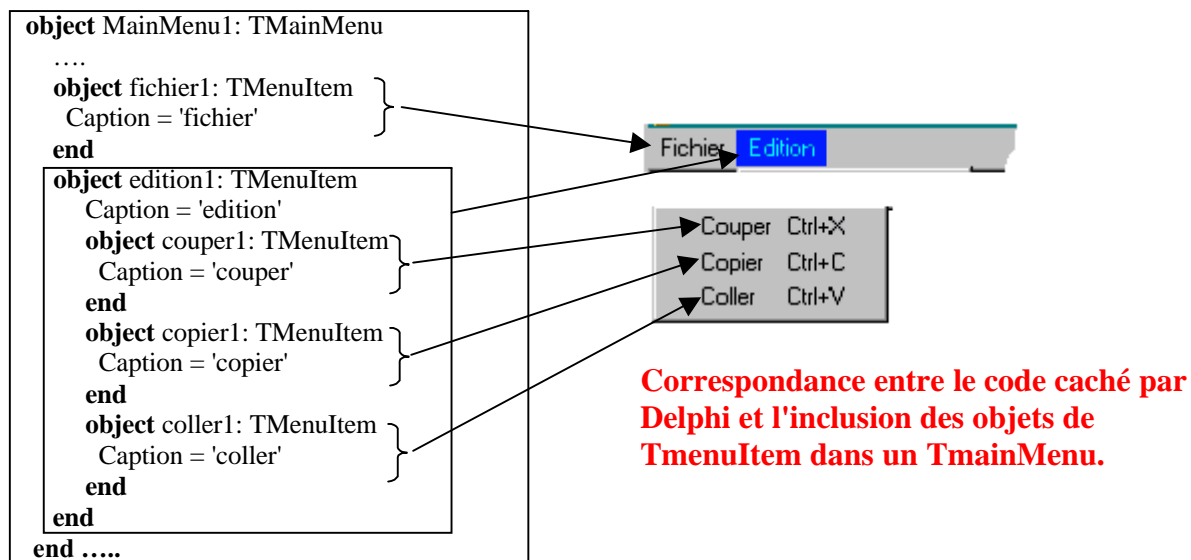 object MainMenu1: TMainMenu
….
object fichier1: TMenuItem
Caption = 'fichier'
end
object edition1: TMenuItem
Caption = 'edition'
object couper1: TMenuItem
Caption = 'couper'
end
object copier1: TMenuItem
Caption = 'copier'
end
object coller1: TMenuItem
Caption = 'coller'
end
end
end …..
Fichier Edition
Couper Ctrl+X
Copier Ctrl+C
Coller Ctrl+V
Correspondance entre le code caché par
Delphi et l'inclusion des objets de
TmenuItem dans un TmainMenu.